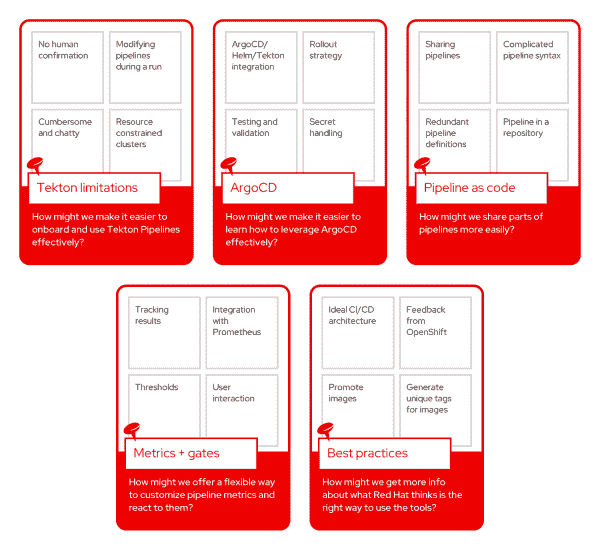 No human
confirmation
Modifying
pipelines
during a run
Cumbersome
and chatty
Resource
constrained
clusters
Tekton limitations
How might we make it easier to
onboard and use Tekton Pipelines
effectively?
ArgoCD/
Helm/Tekton
integration
Rollout
strategy
Testing and
validation
Secret
handling
ArgoCD
How might we make it easier to
learn how to leverage ArgoCD
effectively?
Sharing
pipelines
Complicated
pipeline syntax
Redundant
pipeline
definitions
Pipeline in a
repository
Pipeline as code
How might we share parts of
pipelines more easily?
Tracking
results
Integration
with
Prometheus
Thresholds
User
interaction
Metrics + gates
How might we offer a flexible way
to customize pipeline metrics and
react to them?
Ideal CI/CD
architecture
Feedback
from
OpenShift
Promote
images
Generate
unique tags
for images
Best practices
How might we get more info
about what Red Hat thinks is the
right way to use the tools?